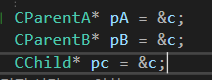 CParentA* pA = &c;
CParentB* pB = &c;
CChild* pc = &c;